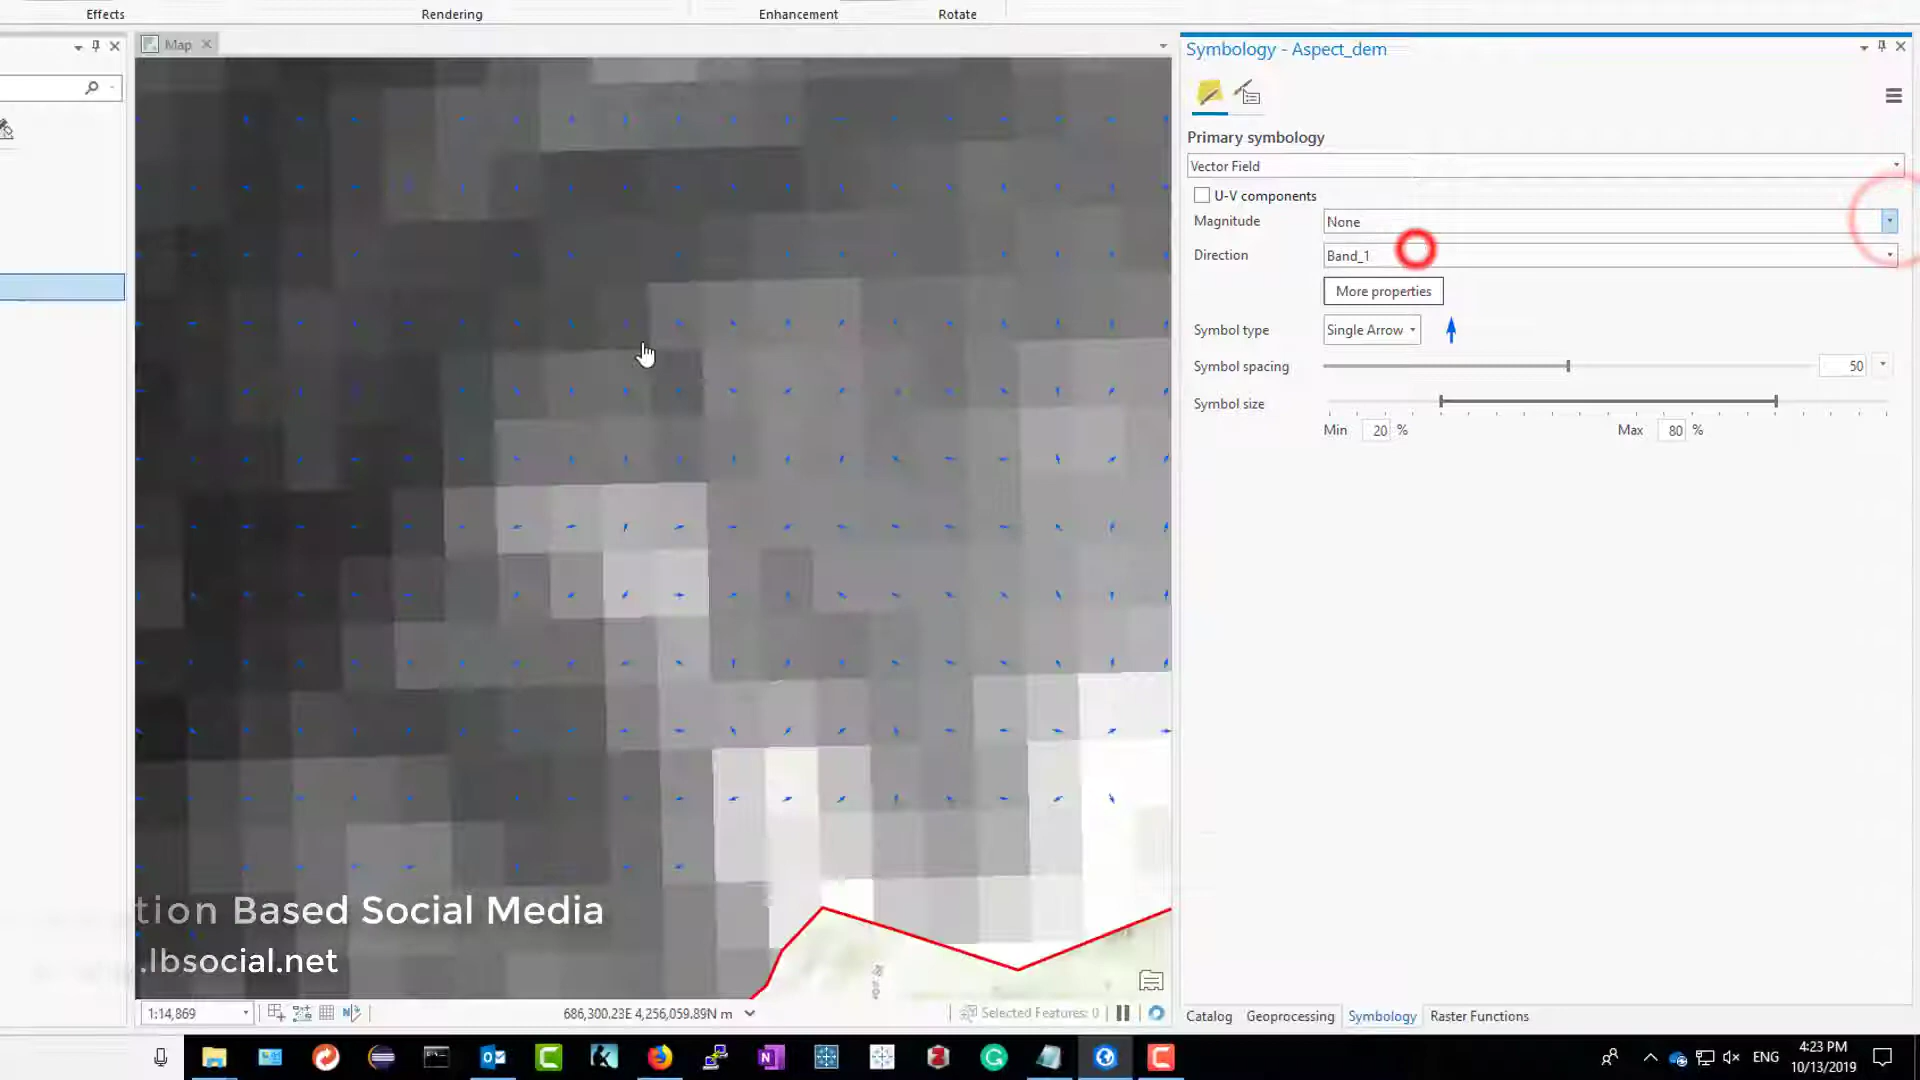 Effects
Rendering
Enhancement
Rotate
Map
Symbology - Aspect_dem
Primary symbology
Vector Field
U-V components
Magnitude
None
Direction
Band_1
More properties
Symbol type
Single Arrow
Symbol spacing
50
Symbol size
Min 20 %
Max 80 %
tion Based Social Media
.lbsocial.net
1:14,869
686,300.23E 4,256,059.89N m
Selected Features: 0
Catalog
Geoprocessing
Symbology
Raster Functions
ENG
4:23 PM
10/13/2019